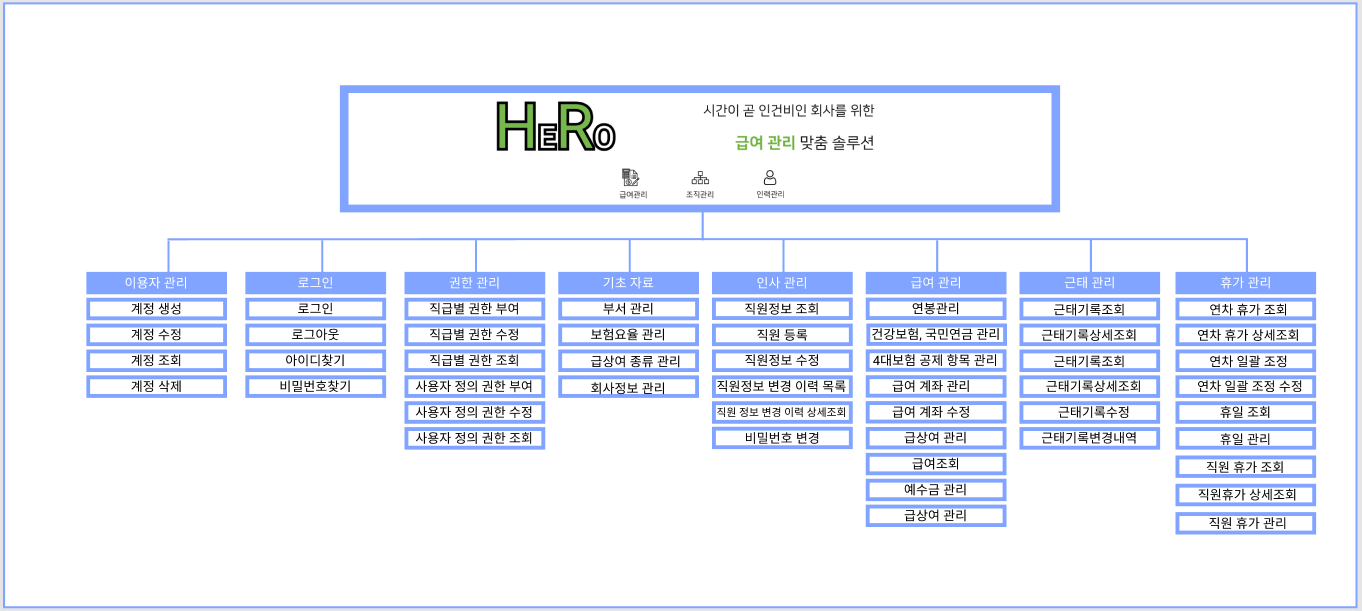 HeRo
시간이 곧 인건비인 회사를 위한
급여 관리 맞춤 솔루션
급여관리
조직관리
인력관리
이용자 관리
계정 생성
계정 수정
계정 조회
계정 삭제
로그인
로그인
로그아웃
아이디찾기
비밀번호찾기
권한 관리
직급별 권한 부여
직급별 권한 수정
직급별 권한 조회
사용자 정의 권한 부여
사용자 정의 권한 수정
사용자 정의 권한 조회
기초 자료
부서 관리
보험요율 관리
급상여 종류 관리
회사정보 관리
인사 관리
직원정보 조회
직원 등록
직원정보 수정
직원정보 변경 이력 목록
직원 정보 변경 이력 상세조회
비밀번호 변경
급여 관리
연봉관리
건강보험, 국민연금 관리
4대보험 공제 항목 관리
급여 계좌 관리
급여 계좌 수정
급상여 관리
급여조회
예수금 관리
급상여 관리
근태 관리
근태기록조회
근태기록상세조회
근태기록조회
근태기록상세조회
근태기록수정
근태기록변경내역
휴가 관리
연차 휴가 조회
연차 휴가 상세조회
연차 일괄 조정
연차 일괄 조정 수정
휴일 조회
휴일 관리
직원 휴가 조회
직원휴가 상세조회
직원 휴가 관리